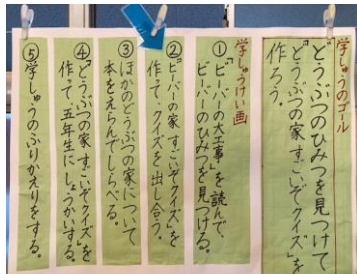 学しゅうのゴール
どうぶつのひみつを見つけて
「どうぶつの家すごいぞクイズ」を
作ろう。
学しゅうけい画
①「ビーバーの大工事」を読んで、
ビーバーのひみつを見つける。
②「ビーバーの家すごいぞクイズ」を
作って、クイズを出し合う。
③ほかのどうぶつの家について
本をえらんでしらべる。
④「どうぶつの家すごいぞクイズ」を
作って、五年生にしょうかいする。
⑤学しゅうのふりかえりをする。